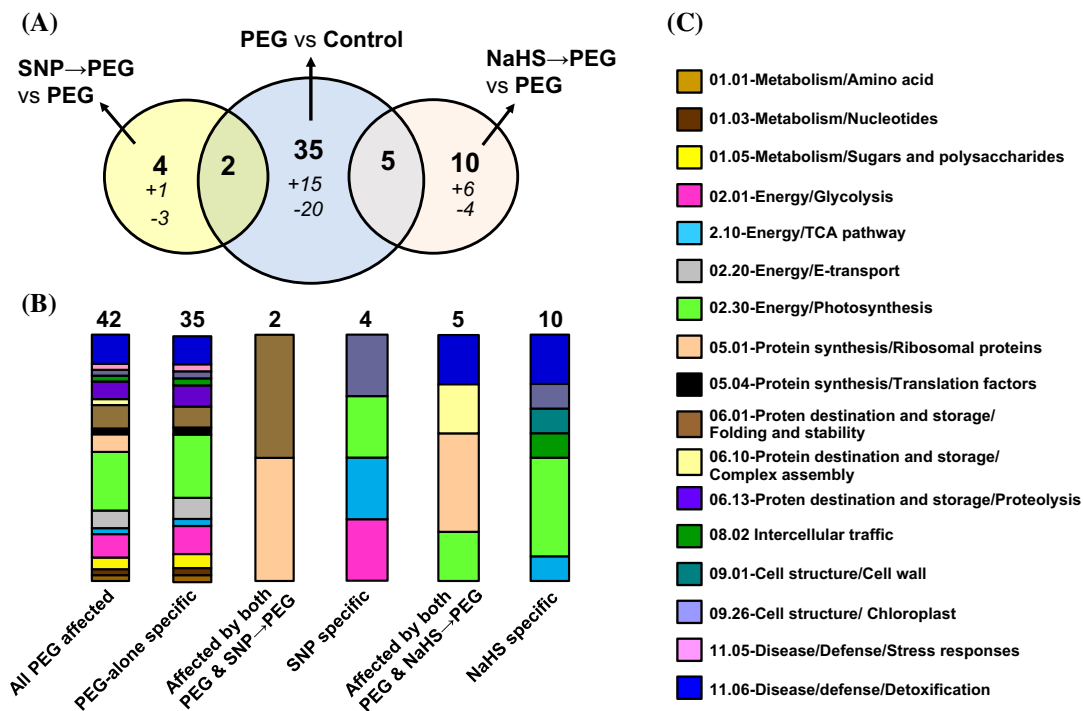 (A)
PEG vs Control
SNP→PEG
vs PEG
NaHS→PEG
vs PEG
4
+1
-3
2
35
+15
-20
5
10
+6
-4
(B)
42
35
2
4
5
10
All PEG affected
PEG-alone specific
Affected by both
PEG & SNP→PEG
SNP specific
Affected by both
PEG & NaHS→PEG
NaHS specific
(C)
01.01-Metabolism/Amino acid
01.03-Metabolism/Nucleotides
01.05-Metabolism/Sugars and polysaccharides
02.01-Energy/Glycolysis
2.10-Energy/TCA pathway
02.20-Energy/E-transport
02.30-Energy/Photosynthesis
05.01-Protein synthesis/Ribosomal proteins
05.04-Protein synthesis/Translation factors
06.01-Proten destination and storage/
Folding and stability
06.10-Protein destination and storage/
Complex assembly
06.13-Proten destination and storage/Proteolysis
08.02 Intercellular traffic
09.01-Cell structure/Cell wall
09.26-Cell structure/ Chloroplast
11.05-Disease/Defense/Stress responses
11.06-Disease/defense/Detoxification